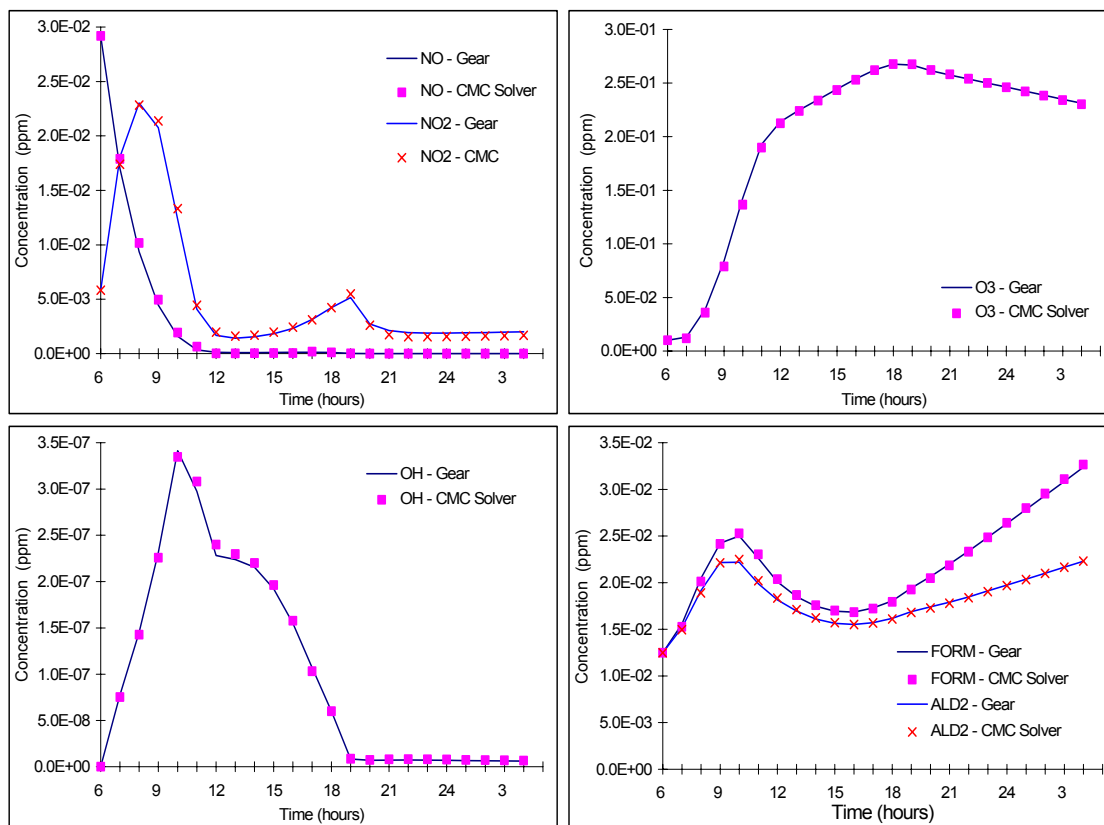 3.0E-02
2.5E-02
2.0E-02
1.5E-02
1.0E-02
5.0E-03
0.0E+00
Concentration (ppm)
NO - Gear
NO - CMC Solver
NO2 - Gear
NO2 - CMC
6 9 12 15 18 21 24 3
Time (hours)
3.0E-01
2.5E-01
2.0E-01
1.5E-01
1.0E-01
5.0E-02
0.0E+00
Concentration (ppm)
O3 - Gear
O3 - CMC Solver
6 9 12 15 18 21 24 3
Time (hours)
3.5E-07
3.0E-07
2.5E-07
2.0E-07
1.5E-07
1.0E-07
5.0E-08
0.0E+00
Concentration (ppm)
OH - Gear
OH - CMC Solver
6 9 12 15 18 21 24 3
Time (hours)
3.5E-02
3.0E-02
2.5E-02
2.0E-02
1.5E-02
1.0E-02
5.0E-03
0.0E+00
Concentration (ppm)
FORM - Gear
FORM - CMC Solver
ALD2 - Gear
ALD2 - CMC Solver
6 9 12 15 18 21 24 3
Time (hours)